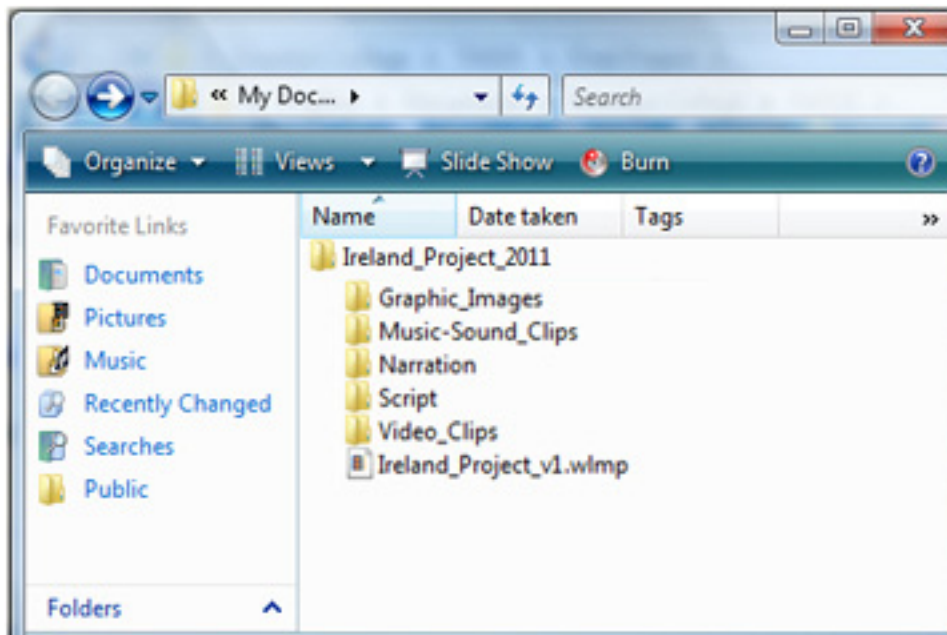 « My Doc...
Search
Organize Views Slide Show Burn
Favorite Links
Documents
Pictures
Music
Recently Changed
Searches
Public
Folders
Name Date taken Tags »
Ireland_Project_2011
Graphic_Images
Music-Sound_Clips
Narration
Script
Video_Clips
Ireland_Project_v1.wlmp